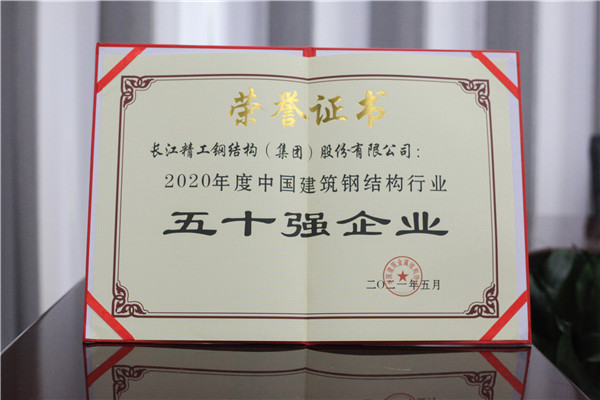 荣誉证书
长江精工钢结构（集团）股份有限公司：
2020年度中国建筑钢结构行业
五十强企业
二〇二一年五月